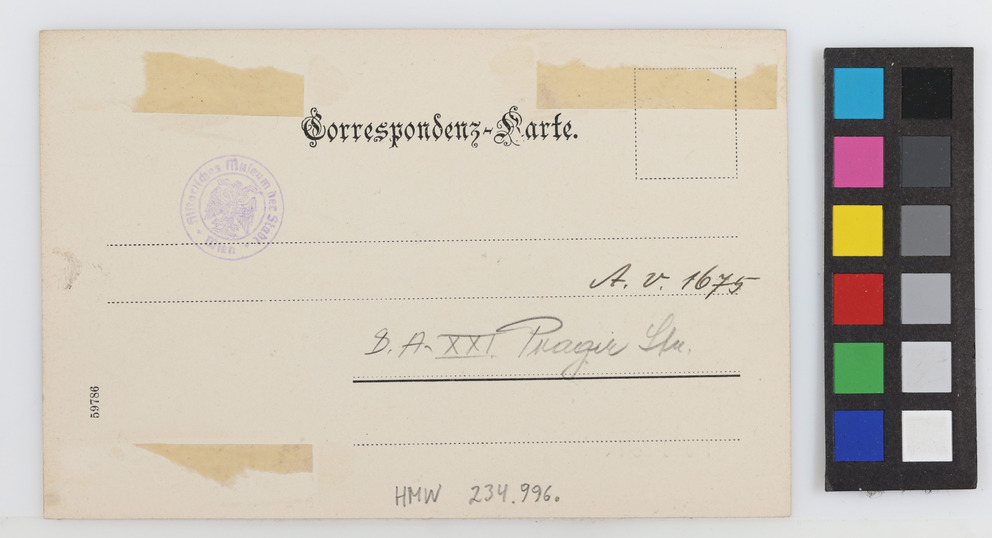 Correspondenz-Karte.
Historisches Museum der Stadt Wien
A. v. 1675
D. A. XXI. Prager Str.
59786
HMW 234.996.